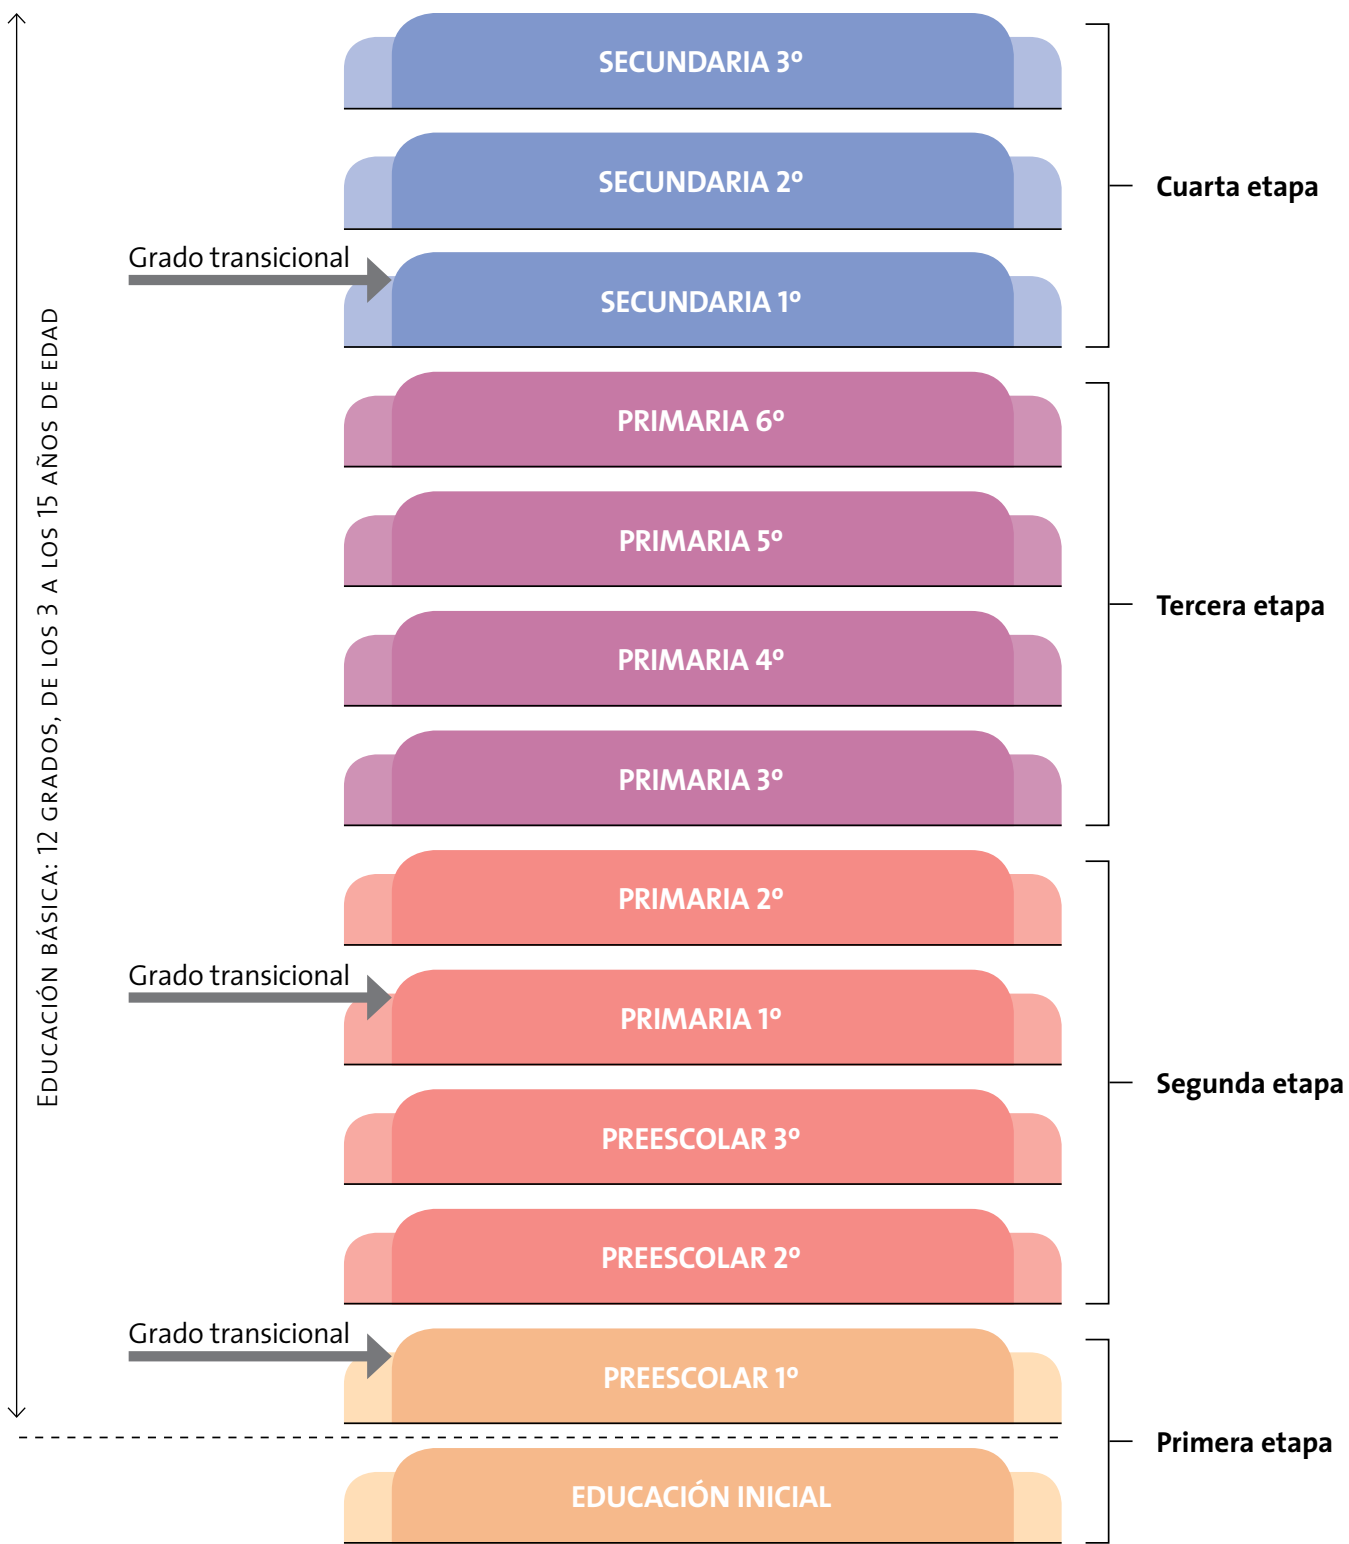 SECUNDARIA 3º
SECUNDARIA 2º
Cuarta etapa
Grado transicional
SECUNDARIA 1º
EDUCACIÓN BÁSICA: 12 GRADOS, DE LOS 3 A LOS 15 AÑOS DE EDAD
PRIMARIA 6º
PRIMARIA 5º
Tercera etapa
PRIMARIA 4º
PRIMARIA 3º
PRIMARIA 2º
Grado transicional
PRIMARIA 1º
Segunda etapa
PREESCOLAR 3º
PREESCOLAR 2º
Grado transicional
PREESCOLAR 1º
Primera etapa
EDUCACIÓN INICIAL